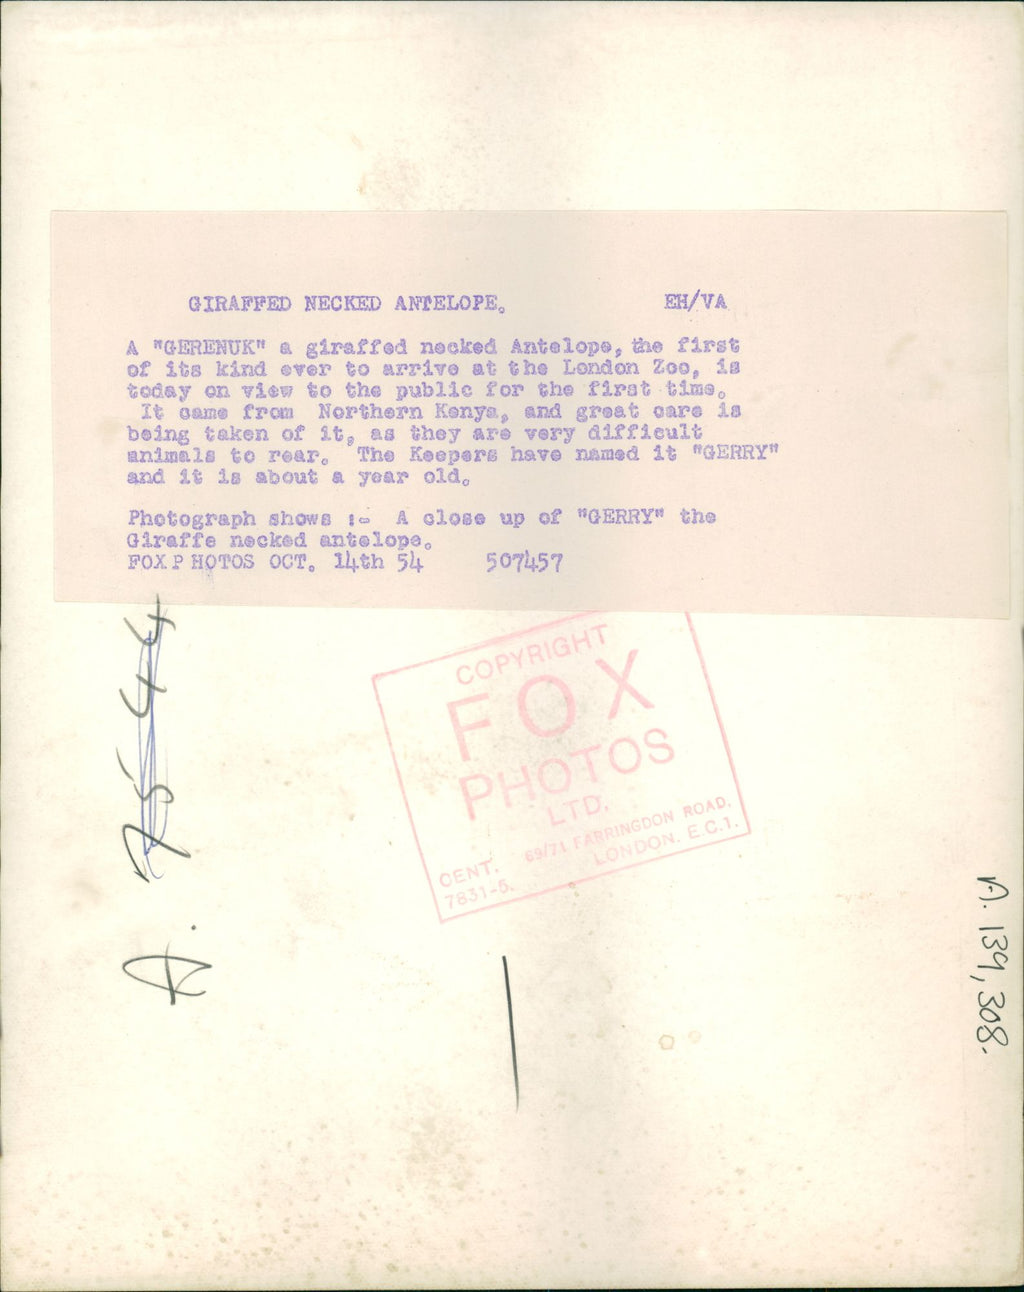 GIRAFFED NECKED ANTELOPE. EH/VA
A "GERENUK" a giraffed necked Antelope, the first
of its kind ever to arrive at the London Zoo, is
today on view to the public for the first time.
It came from Northern Kenya, and great care is
being taken of it, as they are very difficult
animals to rear. The Keepers have named it "GERRY"
and it is about a year old.
Photograph shows :- A close up of "GERRY" the
Giraffe necked antelope.
FOX P HOTOS OCT. 14th 54 507457
COPYRIGHT
FOX
PHOTOS
LTD.
CENT. 69/71 FARRINGDON ROAD.
7831-5. LONDON. E.C.1.
A. 7544
A. 139,308.